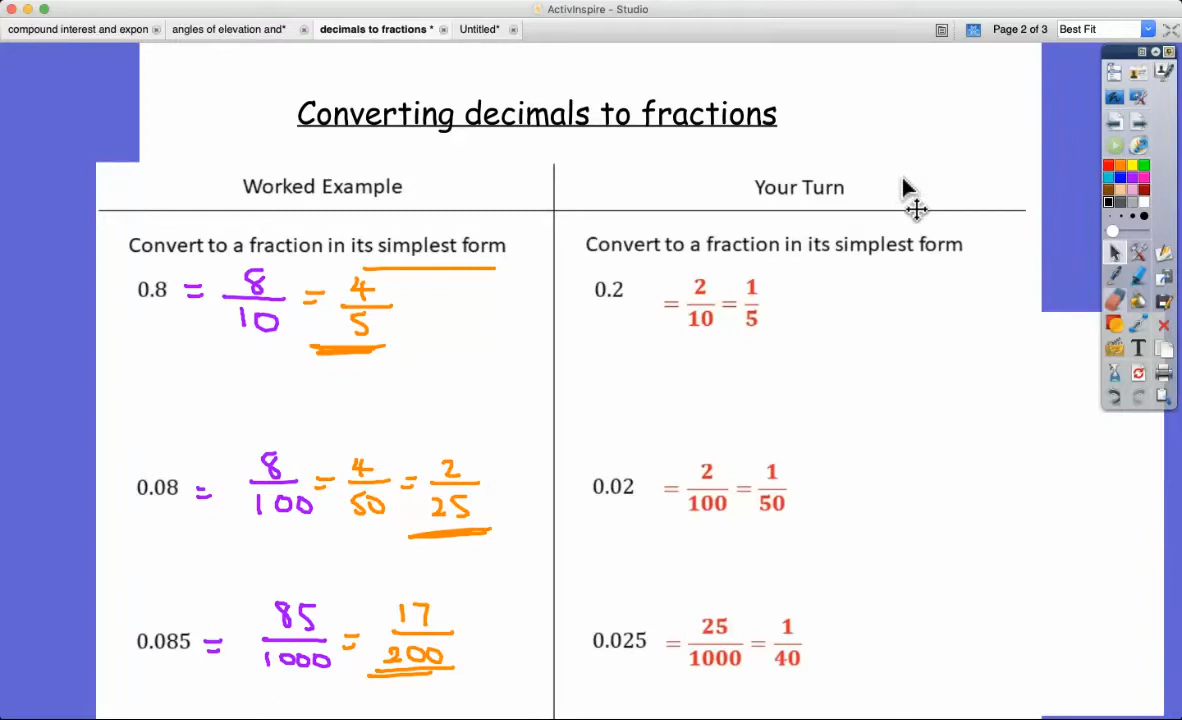 ActivInspire - Studio
compound interest and expon
angles of elevation and*
decimals to fractions *
Untitled*
Page 2 of 3
Best Fit
Converting decimals to fractions
Worked Example
Convert to a fraction in its simplest form
0.8 = 8/10 = 4/5
0.08 = 8/100 = 4/50 = 2/25
0.085 = 85/1000 = 17/200
Your Turn
Convert to a fraction in its simplest form
0.2 = 2/10 = 1/5
0.02 = 2/100 = 1/50
0.025 = 25/1000 = 1/40